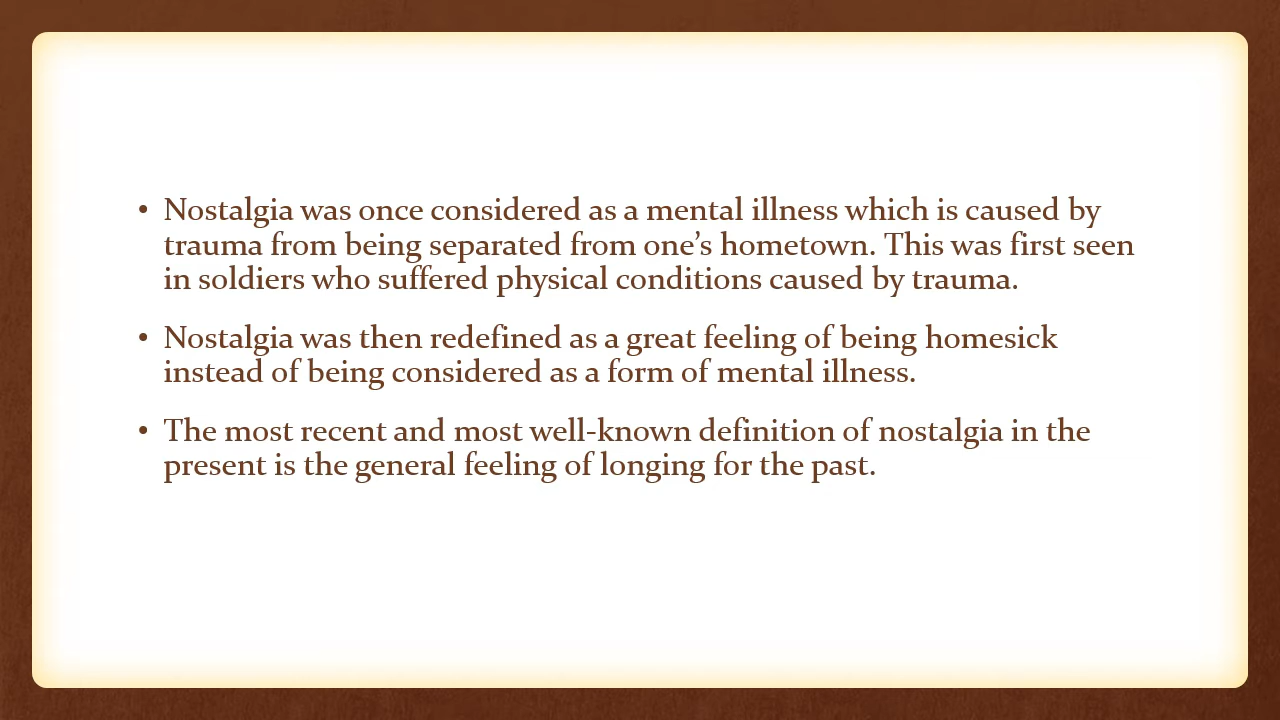 • Nostalgia was once considered as a mental illness which is caused by
trauma from being separated from one’s hometown. This was first seen
in soldiers who suffered physical conditions caused by trauma.
• Nostalgia was then redefined as a great feeling of being homesick
instead of being considered as a form of mental illness.
• The most recent and most well-known definition of nostalgia in the
present is the general feeling of longing for the past.